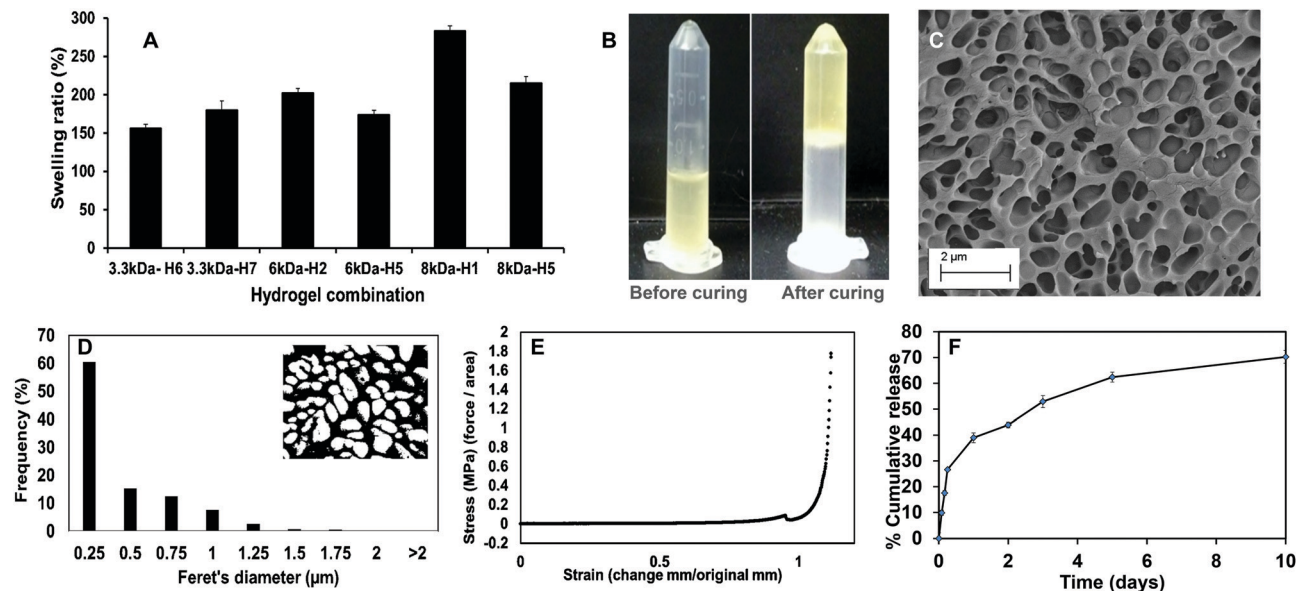 A
Swelling ratio (%)
300
250
200
150
100
50
0
3.3kDa- H6 3.3kDa-H7 6kDa-H2 6kDa-H5 8kDa-H1 8kDa-H5
Hydrogel combination
B
Before curing After curing
C
2 µm
D
Frequency (%)
70
60
50
40
30
20
10
0
0.25 0.5 0.75 1 1.25 1.5 1.75 2 >2
Feret's diameter (µm)
E
Stress (MPa) (force / area)
2
1.8
1.6
1.4
1.2
1
0.8
0.6
0.4
0.2
0
-0.2
0 0.5 1
Strain (change mm/original mm)
F
% Cumulative release
80
70
60
50
40
30
20
10
0
0 2 4 6 8 10
Time (days)